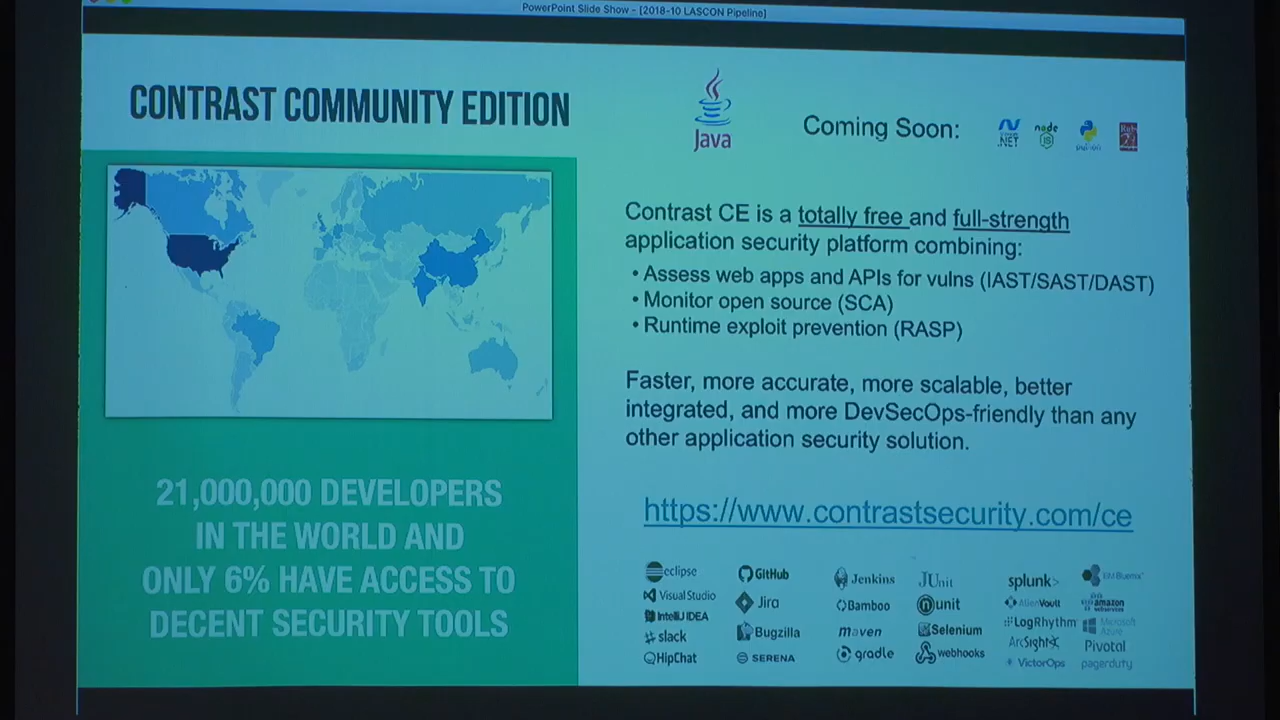 PowerPoint Slide Show - [2018-10 LASCON Pipeline]
CONTRAST COMMUNITY EDITION
Java
Coming Soon:
.NET
node
JS
21,000,000 DEVELOPERS
IN THE WORLD AND
ONLY 6% HAVE ACCESS TO
DECENT SECURITY TOOLS
Contrast CE is a totally free and full-strength
application security platform combining:
• Assess web apps and APIs for vulns (IAST/SAST/DAST)
• Monitor open source (SCA)
• Runtime exploit prevention (RASP)
Faster, more accurate, more scalable, better
integrated, and more DevSecOps-friendly than any
other application security solution.
https://www.contrastsecurity.com/ce
eclipse
Visual Studio
IntelliJ IDEA
slack
HipChat
GitHub
Jira
Bugzilla
SERENA
Jenkins
Bamboo
maven
gradle
JUnit
nunit
Selenium
webhooks
splunk>
AlienVault
LogRhythm
ArcSight
VictorOps
amazon
Microsoft
Azure
Pivotal
pagerduty